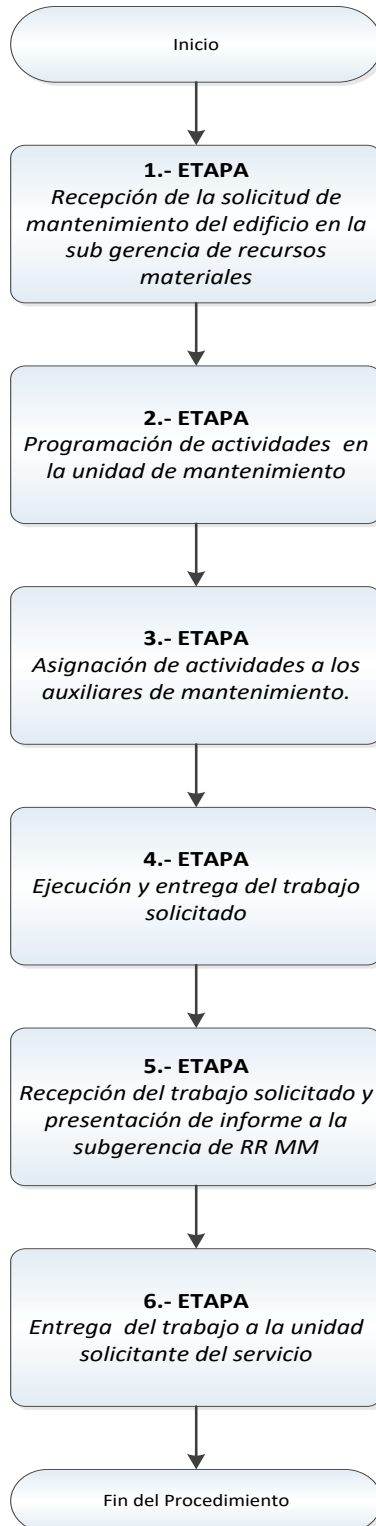 Inicio
1.- ETAPA
Recepción de la solicitud de
mantenimiento del edificio en la
sub gerencia de recursos
materiales
2.- ETAPA
Programación de actividades en
la unidad de mantenimiento
3.- ETAPA
Asignación de actividades a los
auxiliares de mantenimiento.
4.- ETAPA
Ejecución y entrega del trabajo
solicitado
5.- ETAPA
Recepción del trabajo solicitado y
presentación de informe a la
subgerencia de RR MM
6.- ETAPA
Entrega del trabajo a la unidad
solicitante del servicio
Fin del Procedimiento